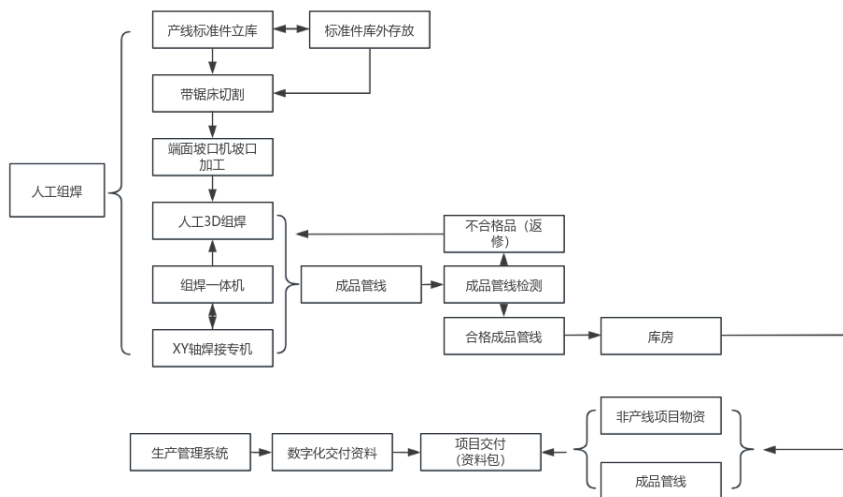 产线标准件立库
标准件库外存放
带锯床切割
端面坡口机坡口
加工
人工组焊
人工3D组焊
不合格品（返
修）
组焊一体机
成品管线
成品管线检测
XY轴焊接专机
合格成品管线
库房
非产线项目物资
生产管理系统
数字化交付资料
项目交付
（资料包）
成品管线